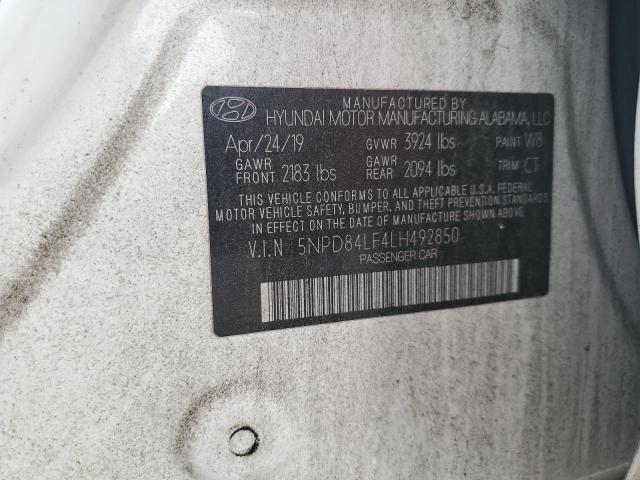 MANUFACTURED BY
HYUNDAI MOTOR MANUFACTURING ALABAMA, LLC
Apr/24/19 GVWR 3924 lbs PAINT W8
GAWR FRONT 2183 lbs GAWR REAR 2094 lbs TRIM CT
THIS VEHICLE CONFORMS TO ALL APPLICABLE U.S.A. FEDERAL
MOTOR VEHICLE SAFETY, BUMPER, AND THEFT PREVENTION STANDARDS
IN EFFECT ON THE DATE OF MANUFACTURE SHOWN ABOVE.
V.I.N 5NPD84LF4LH492850
PASSENGER CAR